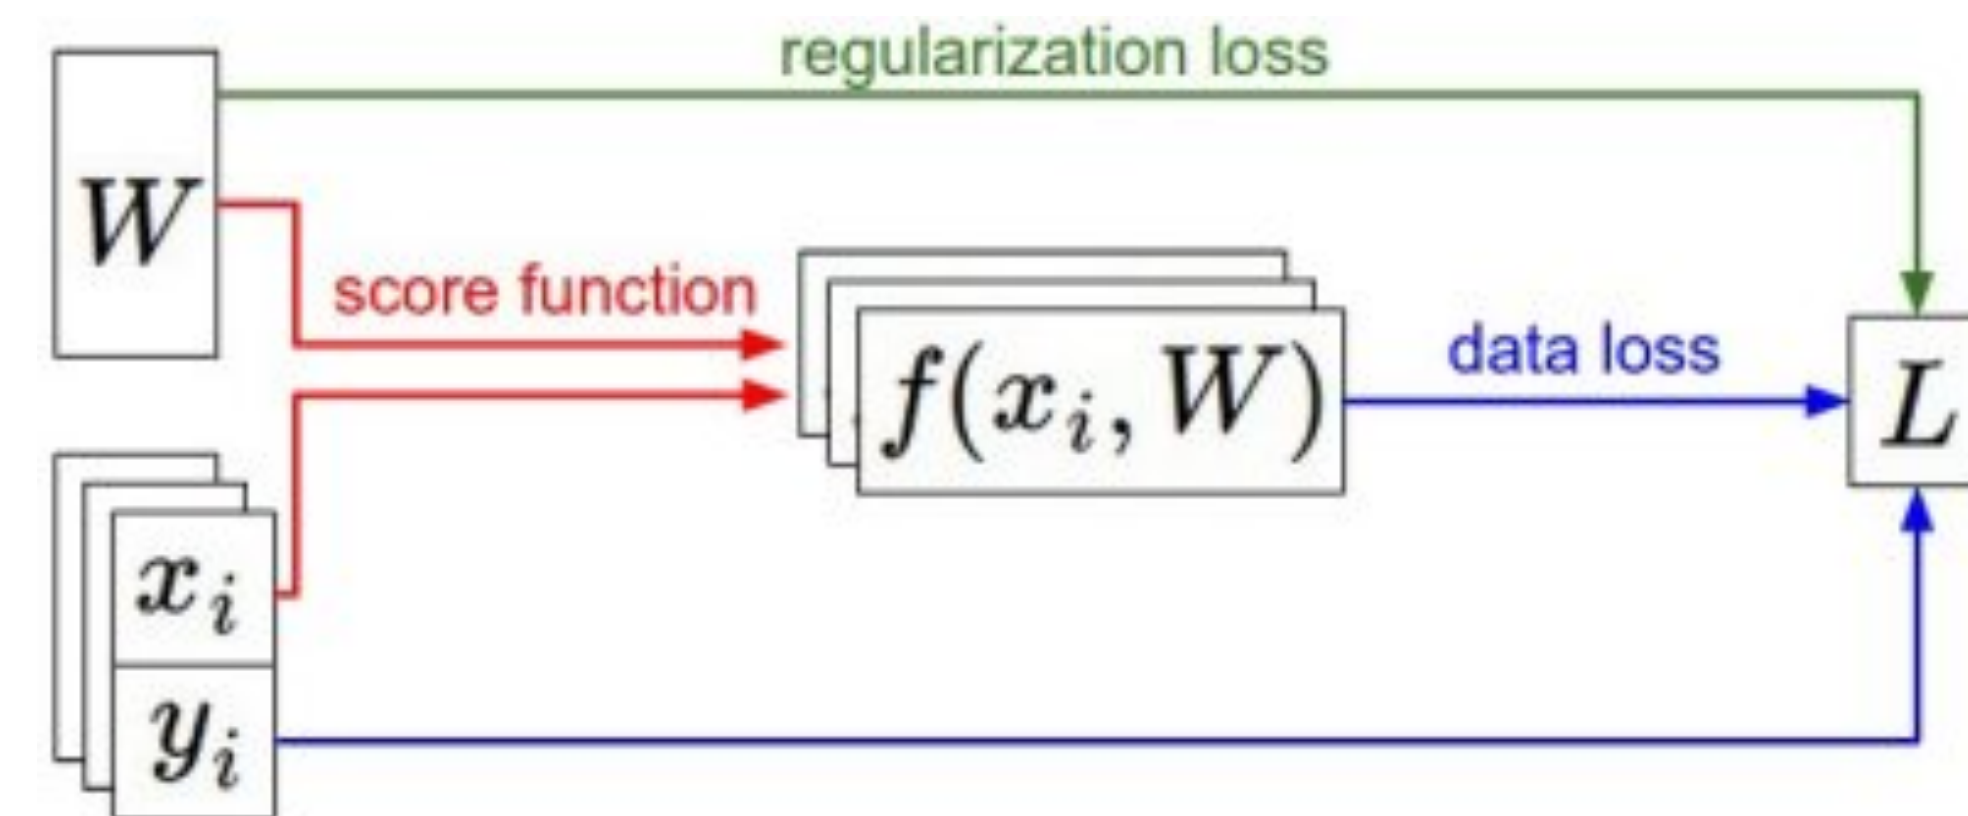 regularization loss
W
score function
f(x_i, W)
data loss
L
x_i
y_i